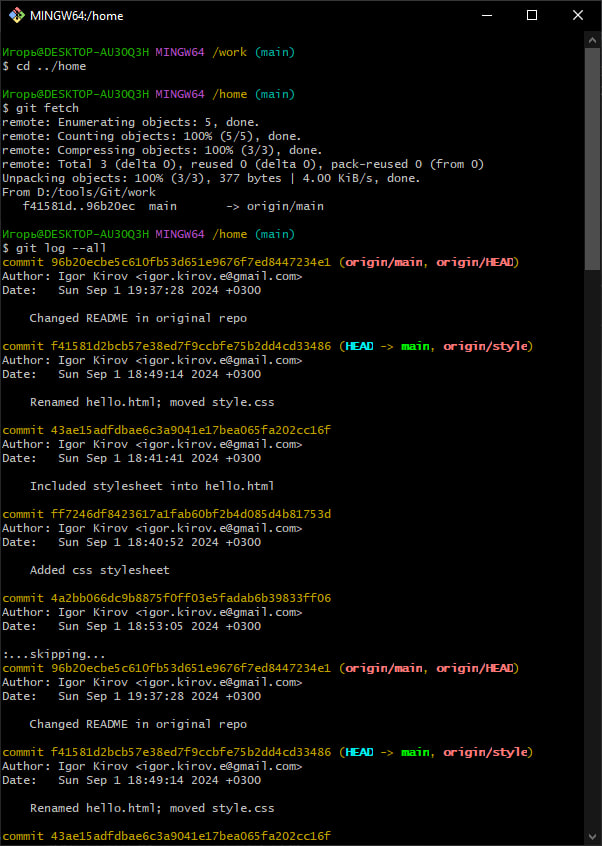 MINGW64:/home
Игорь@DESKTOP-AU3OQ3H MINGW64 /work (main)
$ cd ../home
Игорь@DESKTOP-AU3OQ3H MINGW64 /home (main)
$ git fetch
remote: Enumerating objects: 5, done.
remote: Counting objects: 100% (5/5), done.
remote: Compressing objects: 100% (3/3), done.
remote: Total 3 (delta 0), reused 0 (delta 0), pack-reused 0 (from 0)
Unpacking objects: 100% (3/3), 377 bytes | 4.00 KiB/s, done.
From D:/tools/Git/work
   f41581d..96b20ec  main       -> origin/main
Игорь@DESKTOP-AU3OQ3H MINGW64 /home (main)
$ git log --all
commit 96b20ecbe5c610fb53d651e9676f7ed8447234e1 (origin/main, origin/HEAD)
Author: Igor Kirov <igor.kirov.e@gmail.com>
Date:   Sun Sep 1 19:37:28 2024 +0300
    Changed README in original repo
commit f41581d2bcb57e38ed7f9ccbfe75b2dd4cd33486 (HEAD -> main, origin/style)
Author: Igor Kirov <igor.kirov.e@gmail.com>
Date:   Sun Sep 1 18:49:14 2024 +0300
    Renamed hello.html; moved style.css
commit 43ae15adfdbae6c3a9041e17bea065fa202cc16f
Author: Igor Kirov <igor.kirov.e@gmail.com>
Date:   Sun Sep 1 18:41:41 2024 +0300
    Included stylesheet into hello.html
commit ff7246df8423617a1fab60bf2b4d085d4b81753d
Author: Igor Kirov <igor.kirov.e@gmail.com>
Date:   Sun Sep 1 18:40:52 2024 +0300
    Added css stylesheet
commit 4a2bb066dc9b8875f0ff03e5fadab6b39833ff06
Author: Igor Kirov <igor.kirov.e@gmail.com>
Date:   Sun Sep 1 18:53:05 2024 +0300
:...skipping...
commit 96b20ecbe5c610fb53d651e9676f7ed8447234e1 (origin/main, origin/HEAD)
Author: Igor Kirov <igor.kirov.e@gmail.com>
Date:   Sun Sep 1 19:37:28 2024 +0300
    Changed README in original repo
commit f41581d2bcb57e38ed7f9ccbfe75b2dd4cd33486 (HEAD -> main, origin/style)
Author: Igor Kirov <igor.kirov.e@gmail.com>
Date:   Sun Sep 1 18:49:14 2024 +0300
    Renamed hello.html; moved style.css
commit 43ae15adfdbae6c3a9041e17bea065fa202cc16f